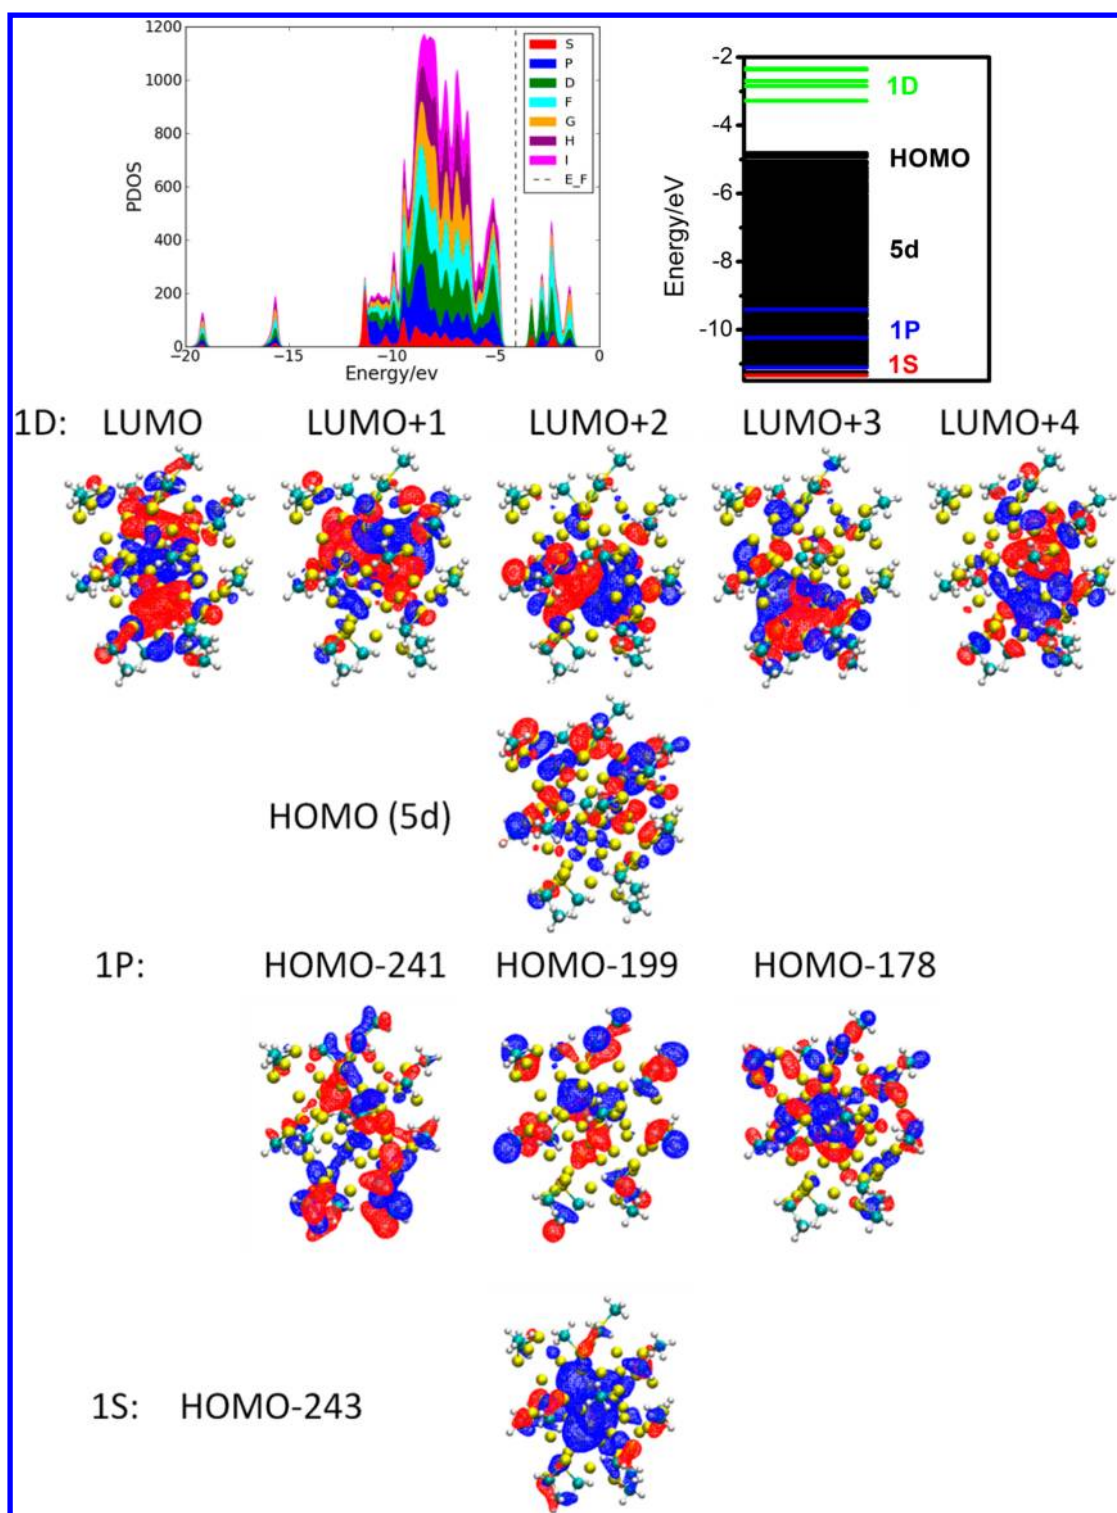 1200
1000
800
600
400
200
0
PDOS
−20
−15
−10
−5
0
Energy/ev
S
P
D
F
G
H
I
E_F
-2
-4
-6
-8
-10
Energy/eV
1D
HOMO
5d
1P
1S
1D: LUMO LUMO+1 LUMO+2 LUMO+3 LUMO+4
HOMO (5d)
1P: HOMO-241 HOMO-199 HOMO-178
1S: HOMO-243